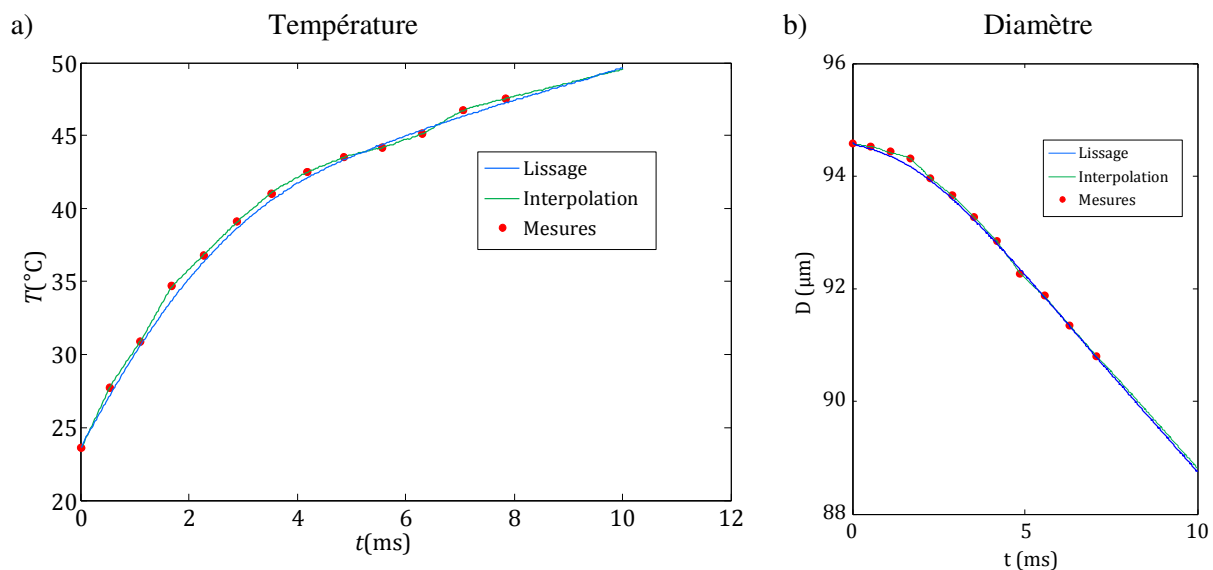 a)
Température
50
45
40
35
30
25
20
T(°C)
0
2
4
6
8
10
12
t(ms)
Lissage
Interpolation
Mesures
b)
Diamètre
96
94
92
90
88
D (µm)
0
5
10
t (ms)
Lissage
Interpolation
Mesures